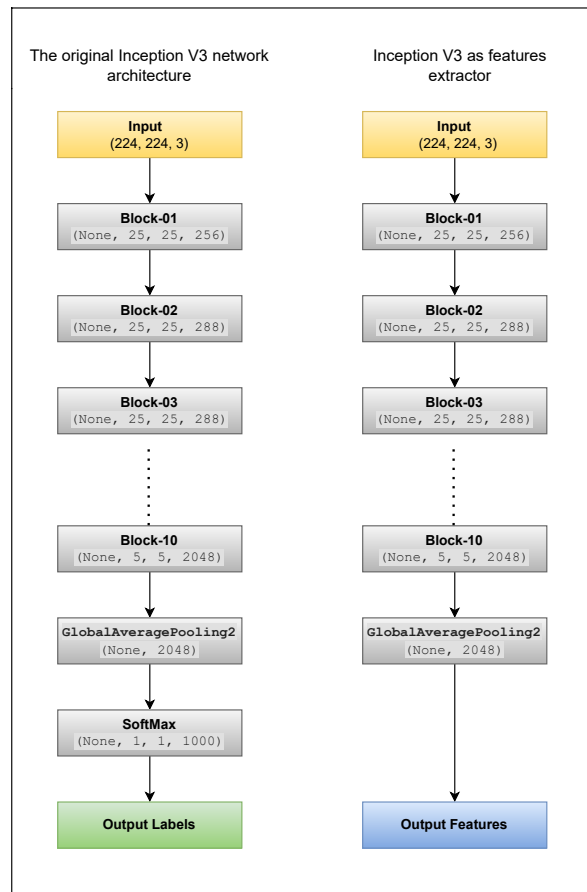 The original Inception V3 network
architecture
Input
(224, 224, 3)
Block-01
(None, 25, 25, 256)
Block-02
(None, 25, 25, 288)
Block-03
(None, 25, 25, 288)
Block-10
(None, 5, 5, 2048)
GlobalAveragePooling2
(None, 2048)
SoftMax
(None, 1, 1, 1000)
Output Labels
Inception V3 as features
extractor
Input
(224, 224, 3)
Block-01
(None, 25, 25, 256)
Block-02
(None, 25, 25, 288)
Block-03
(None, 25, 25, 288)
Block-10
(None, 5, 5, 2048)
GlobalAveragePooling2
(None, 2048)
Output Features